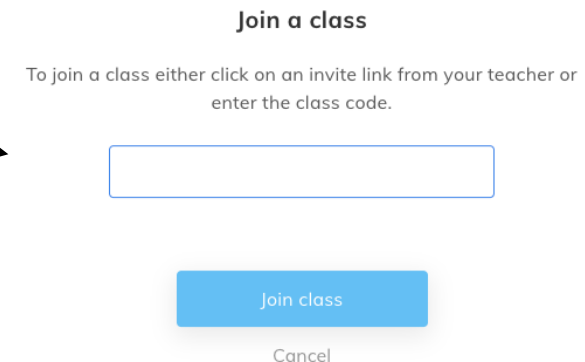 Join a class
To join a class either click on an invite link from your teacher or
enter the class code.
Join class
Cancel